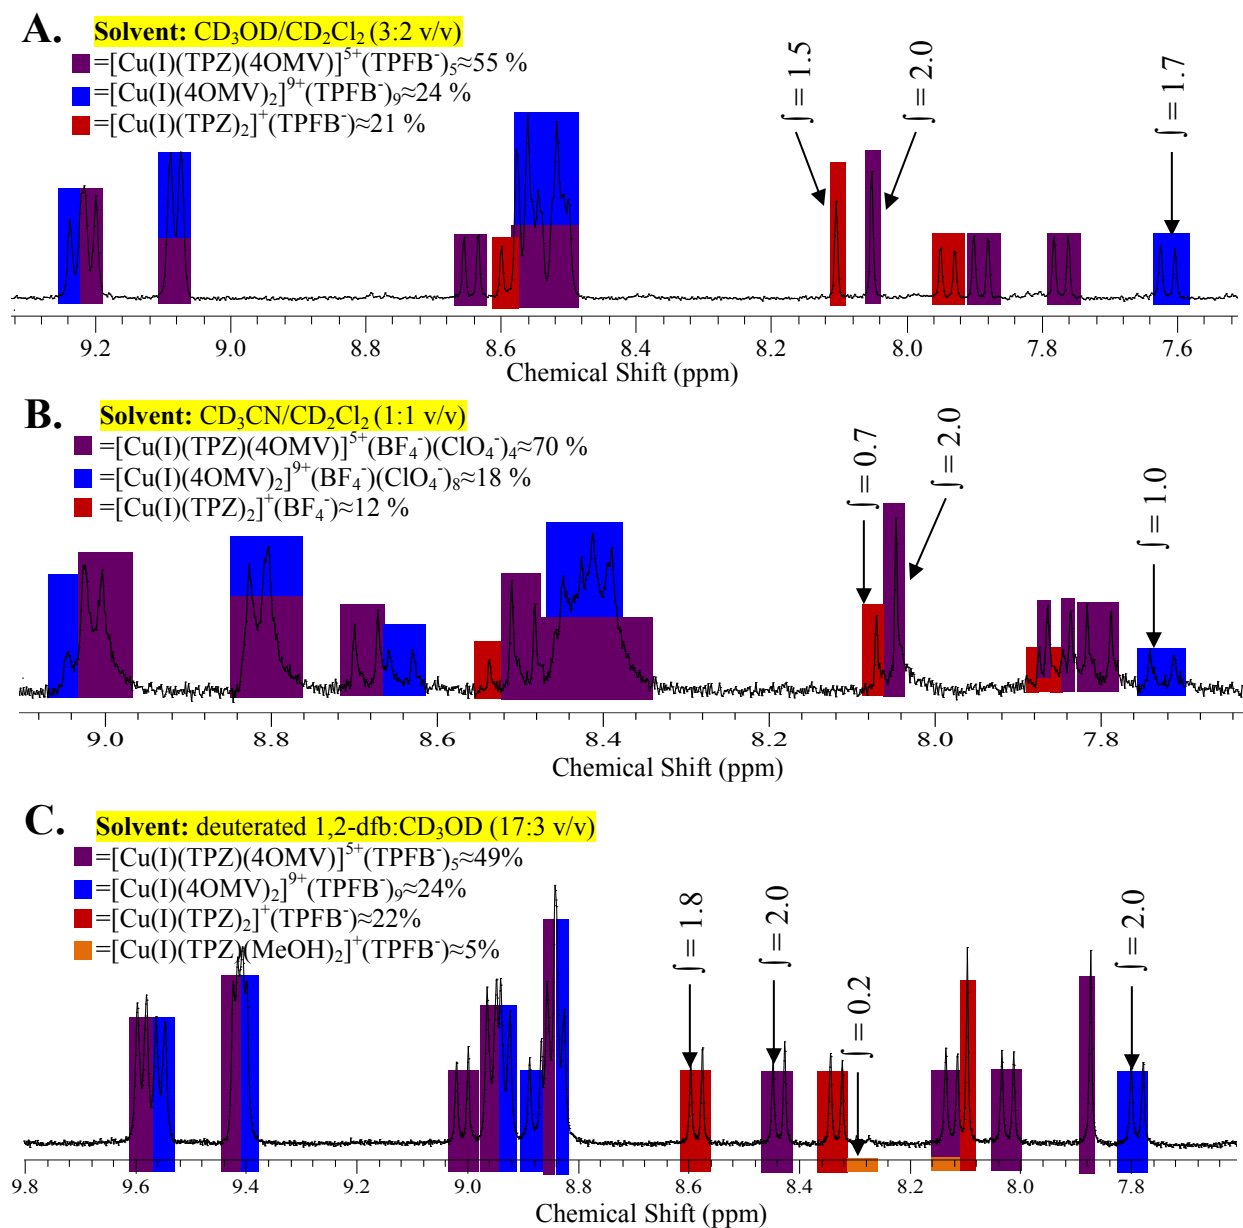 A. Solvent: CD₃OD/CD₂Cl₂ (3:2 v/v)
=[Cu(I)(TPZ)(4OMV)]⁵⁺(TPFB⁻)₅≈55 %
=[Cu(I)(4OMV)₂]⁹⁺(TPFB⁻)₉≈24 %
=[Cu(I)(TPZ)₂]⁺(TPFB⁻)≈21 %
∫ = 1.5
∫ = 2.0
∫ = 1.7
9.2 9.0 8.8 8.6 8.4 8.2 8.0 7.8 7.6
Chemical Shift (ppm)
B. Solvent: CD₃CN/CD₂Cl₂ (1:1 v/v)
=[Cu(I)(TPZ)(4OMV)]⁵⁺(BF₄⁻)(ClO₄⁻)₄≈70 %
=[Cu(I)(4OMV)₂]⁹⁺(BF₄⁻)(ClO₄⁻)₈≈18 %
=[Cu(I)(TPZ)₂]⁺(BF₄⁻)≈12 %
∫ = 0.7
∫ = 2.0
∫ = 1.0
9.0 8.8 8.6 8.4 8.2 8.0 7.8
Chemical Shift (ppm)
C. Solvent: deuterated 1,2-dfb:CD₃OD (17:3 v/v)
=[Cu(I)(TPZ)(4OMV)]⁵⁺(TPFB⁻)₅≈49%
=[Cu(I)(4OMV)₂]⁹⁺(TPFB⁻)₉≈24%
=[Cu(I)(TPZ)₂]⁺(TPFB⁻)≈22%
=[Cu(I)(TPZ)(MeOH)₂]⁺(TPFB⁻)≈5%
∫ = 1.8
∫ = 2.0
∫ = 0.2
∫ = 2.0
9.8 9.6 9.4 9.2 9.0 8.8 8.6 8.4 8.2 8.0 7.8
Chemical Shift (ppm)